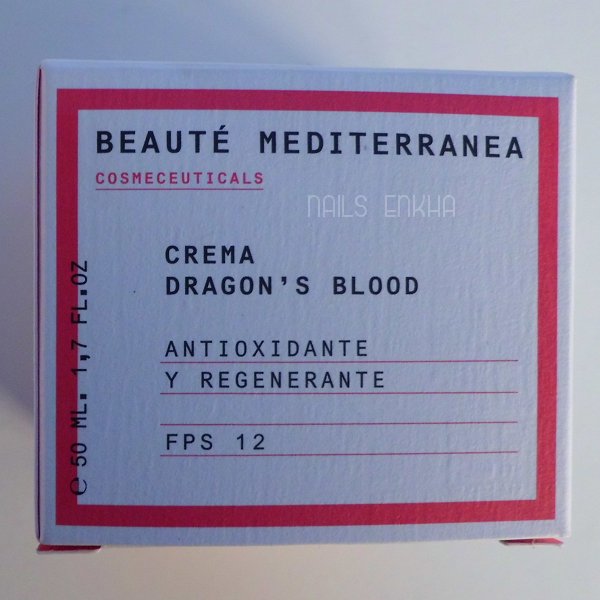 BEAUTÉ MEDITERRANEA
COSMECEUTICALS
NAILS ENKHA
CREMA
DRAGON'S BLOOD
ANTIOXIDANTE
Y REGENERANTE
FPS 12
℮ 50 ML. 1,7 FL.OZ